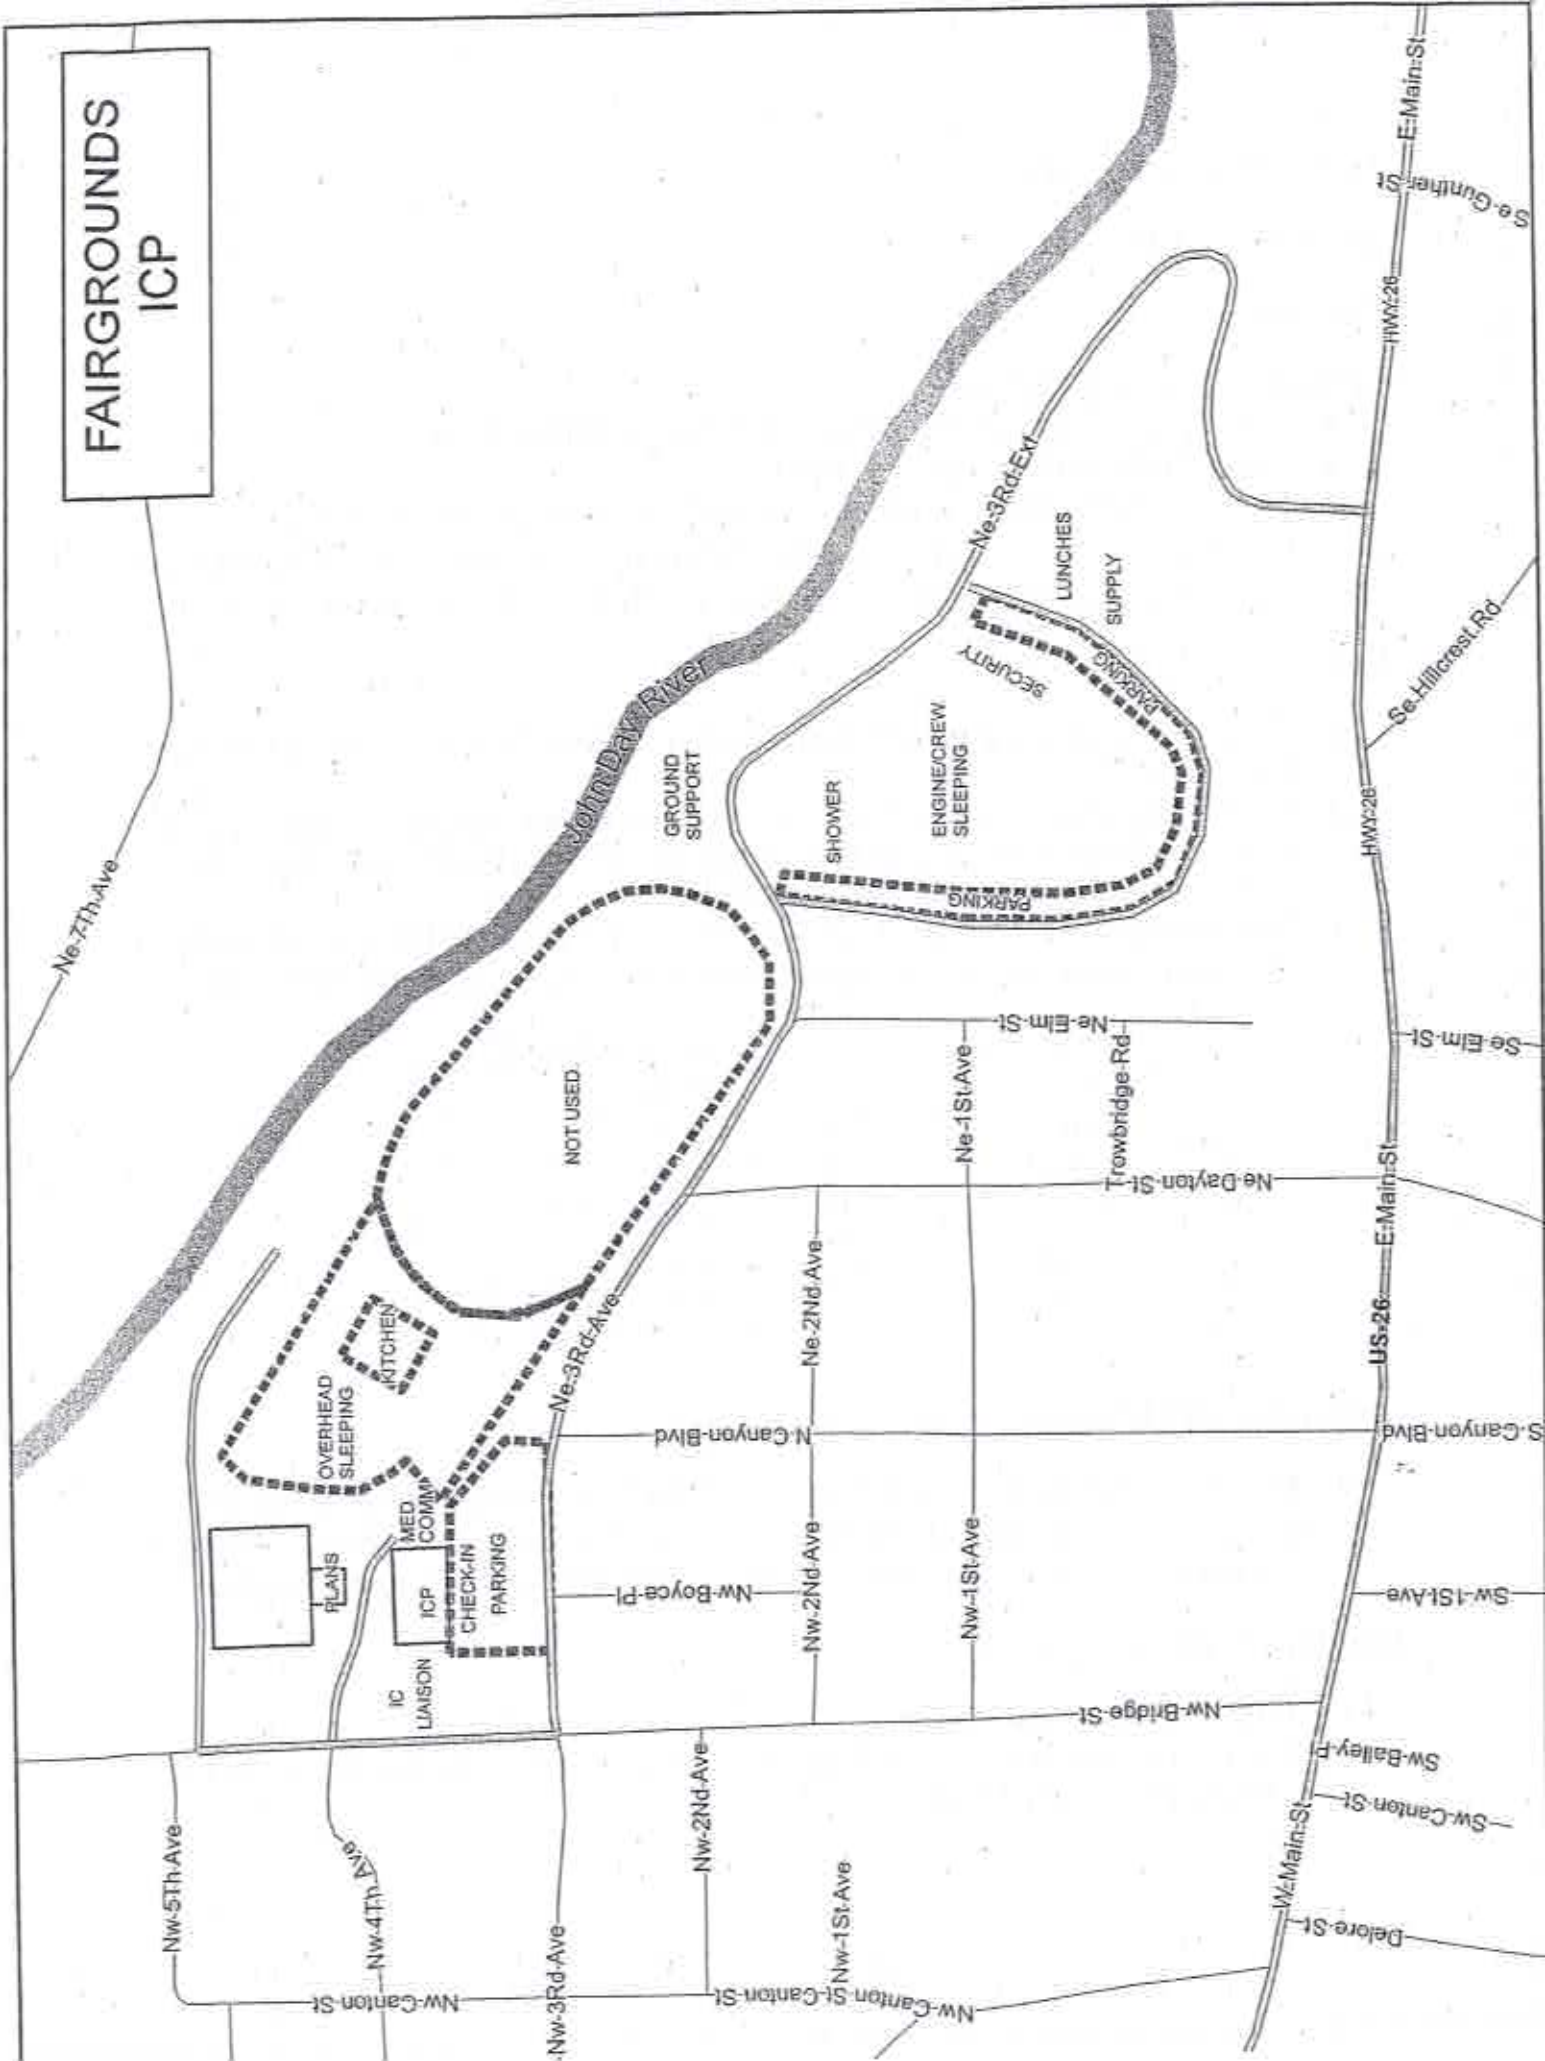 FAIRGROUNDS
ICP
Ne-7Th-Ave
John Day River
E-Main-St
Se-Gunther-St
HWY-26
Ne-3Rd-Ext
LUNCHES
SUPPLY
SECURITY
PARKING
ENGINE/CREW
SLEEPING
SHOWER
PARKING
GROUND
SUPPORT
Se-Hillcrest.Rd
HWY-26
NOT USED
Ne-Elm-St
Se-Elm-St
Ne-1St-Ave
Trowbridge-Rd
Ne-Dayton-St
E-Main-St
US-26
Ne-2Nd-Ave
Ne-3Rd-Ave
KITCHEN
OVERHEAD
SLEEPING
N-Canyon-Blvd
S-Canyon-Blvd
MED
COMM
PLANS
ICP
CHECK-IN
PARKING
IC
LIAISON
Nw-Boyce-Pl
Nw-2Nd-Ave
Nw-1St-Ave
Sw-1St-Ave
Nw-Bridge-St
Sw-Bailey-Pl
Sw-Canton-St
W-Main-St
Delore-St
Nw-5Th-Ave
Nw-4Th Ave
Nw-3Rd-Ave
Nw-2Nd-Ave
Nw-1St-Ave
Nw-Canton-St
Nw-Canton St-Canton-St